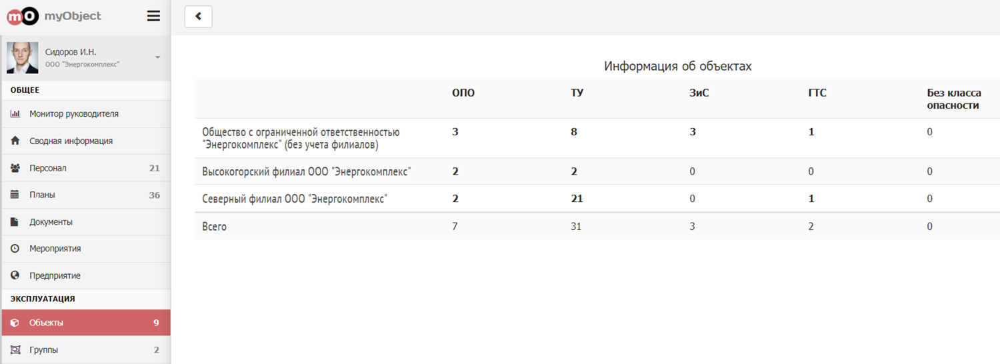 mO myObject
Сидоров И.Н.
ООО "Энергокомплекс"
ОБЩЕЕ
Монитор руководителя
Сводная информация
Персонал 21
Планы 36
Документы
Мероприятия
Предприятие
ЭКСПЛУАТАЦИЯ
Объекты 9
Группы 2
Информация об объектах
ОПО ТУ ЗиС ГТС Без класса
опасности
Общество с ограниченной ответственностью 3 8 3 1 0
"Энергокомплекс" (без учета филиалов)
Высокогорский филиал ООО "Энергокомплекс" 2 2 0 0 0
Северный филиал ООО "Энергокомплекс" 2 21 0 1 0
Всего 7 31 3 2 0